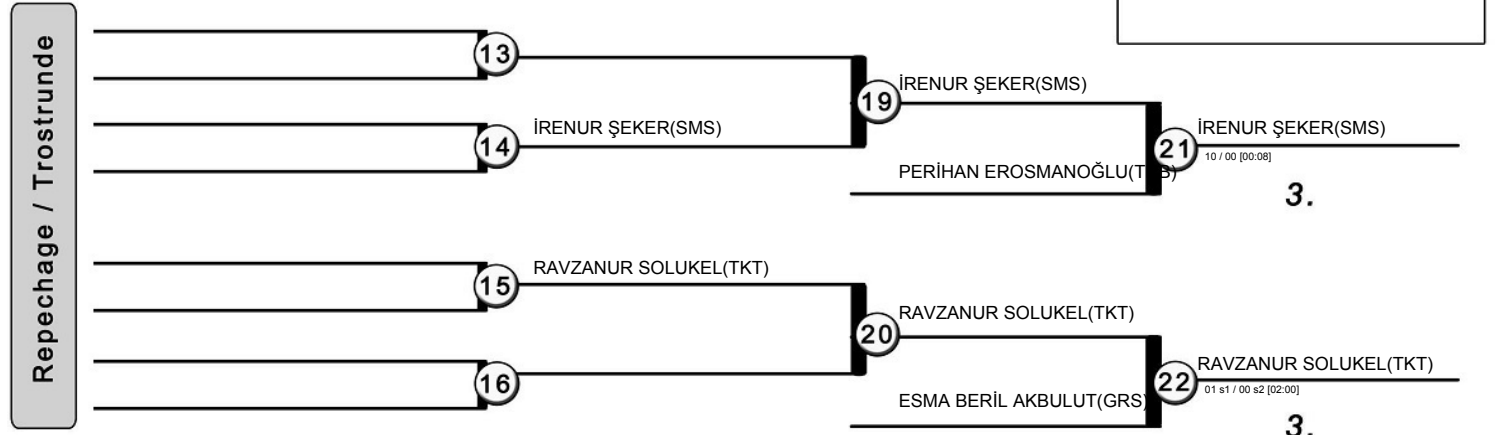 Repechage / Trostrunde
13
İRENUR ŞEKER(SMS)
14
19
İRENUR ŞEKER(SMS)
PERİHAN EROSMANOĞLU(T
21
İRENUR ŞEKER(SMS)
10 / 00 [00:08]
3.
RAVZANUR SOLUKEL(TKT)
15
16
20
RAVZANUR SOLUKEL(TKT)
ESMA BERİL AKBULUT(GRS)
22
RAVZANUR SOLUKEL(TKT)
01 s1 / 00 s2 [02:00]
3.